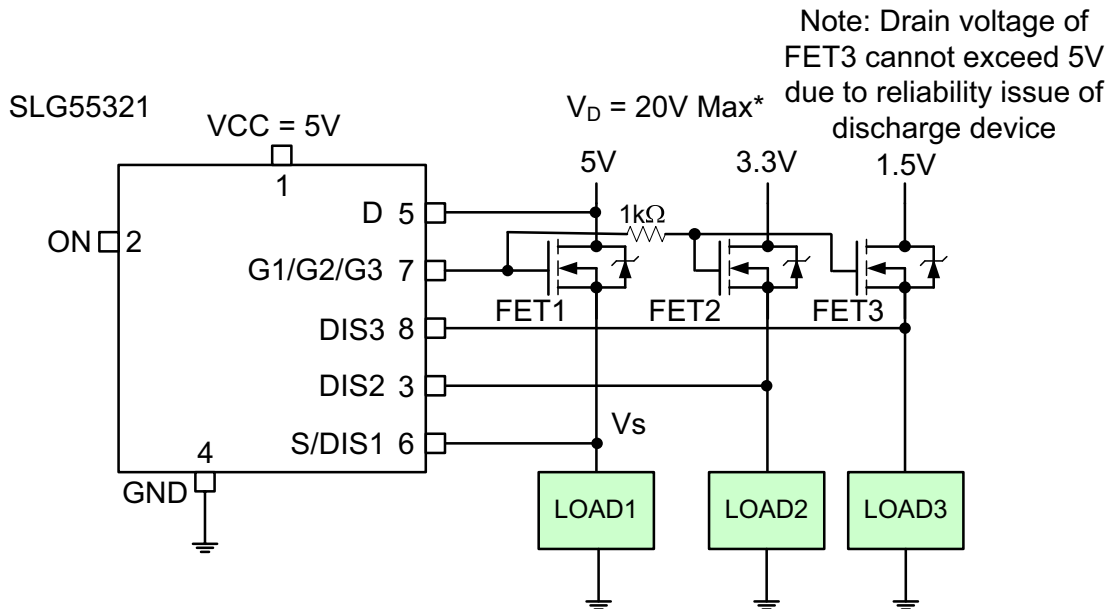 Note: Drain voltage of
FET3 cannot exceed 5V
due to reliability issue of
discharge device
SLG55321
VCC = 5V
V_D = 20V Max*
5V
3.3V
1.5V
1
D 5
1kΩ
ON 2
G1/G2/G3 7
FET1
FET2
FET3
DIS3 8
DIS2 3
Vs
S/DIS1 6
4
GND
LOAD1
LOAD2
LOAD3